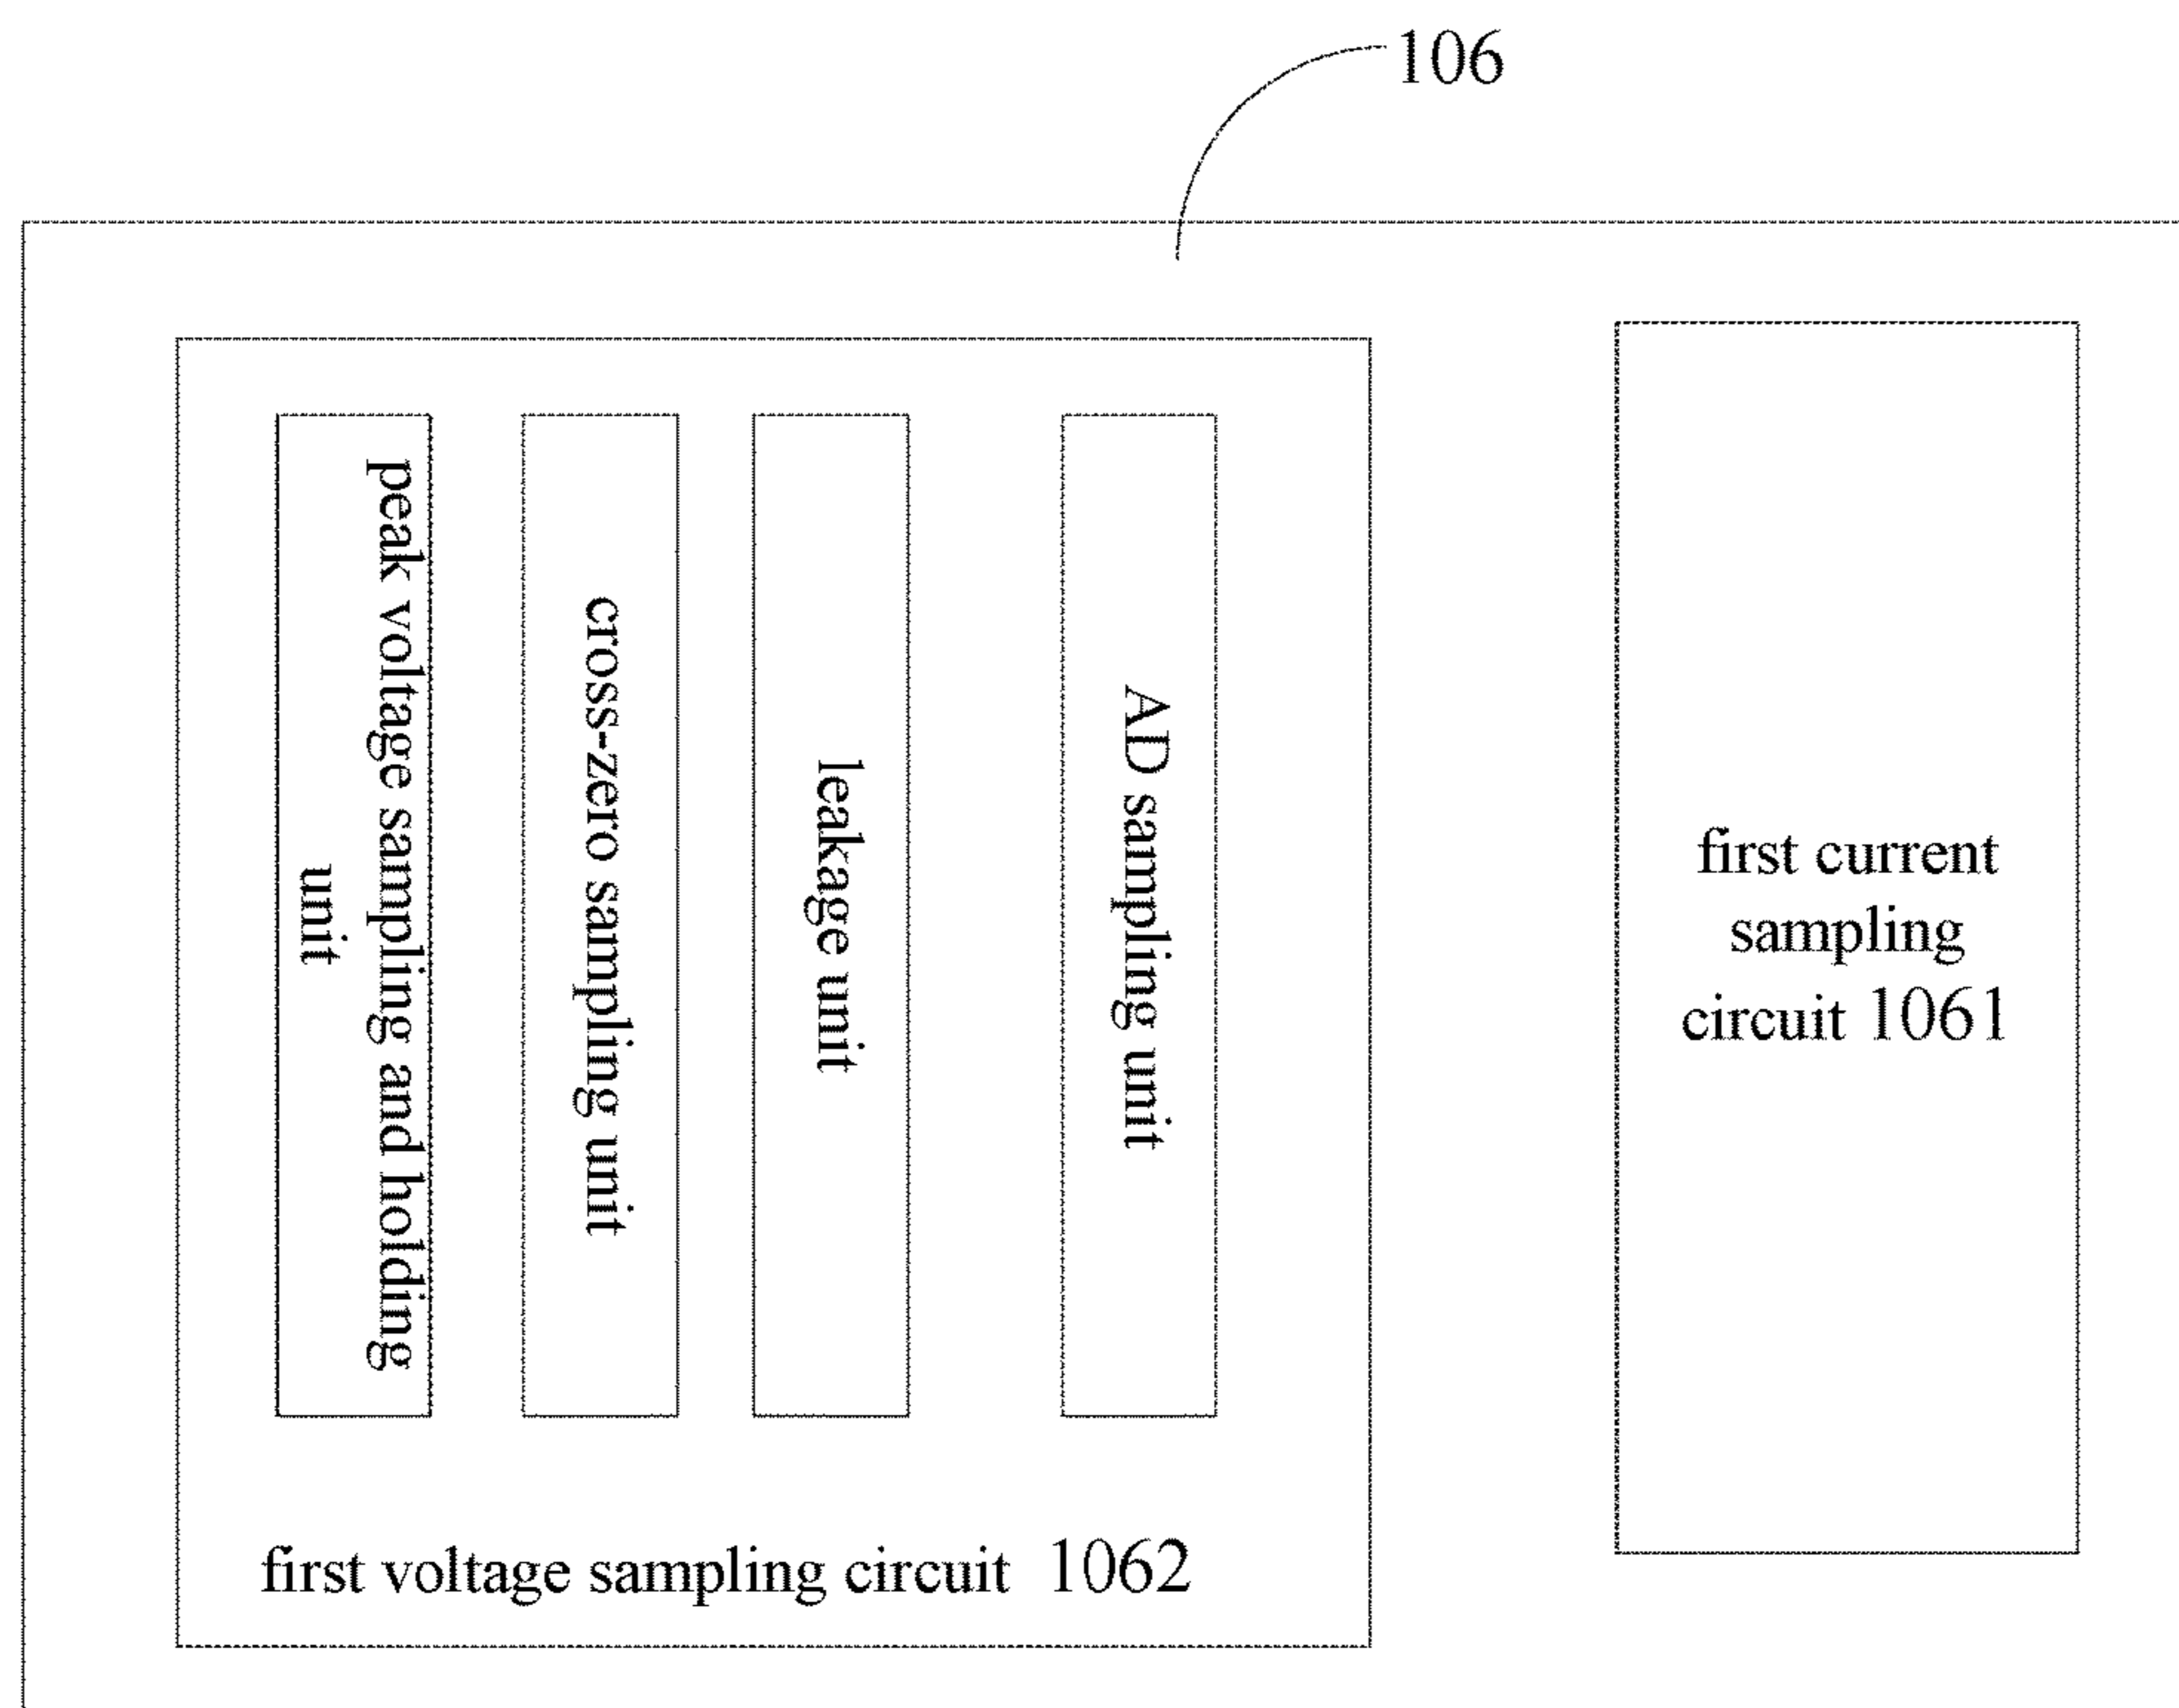 106
peak voltage sampling and holding
unit
cross-zero sampling unit
leakage unit
AD sampling unit
first current
sampling
circuit 1061
first voltage sampling circuit 1062